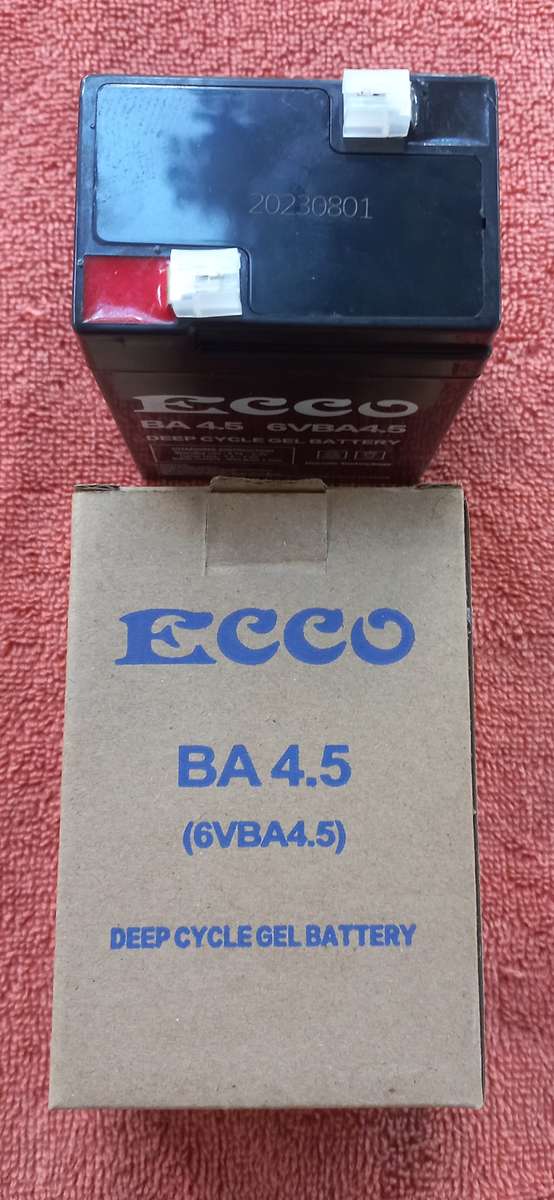 20230801
ECCO
BA 4.5 6VBA4.5
DEEP CYCLE GEL BATTERY
ECCO
BA 4.5
(6VBA4.5)
DEEP CYCLE GEL BATTERY